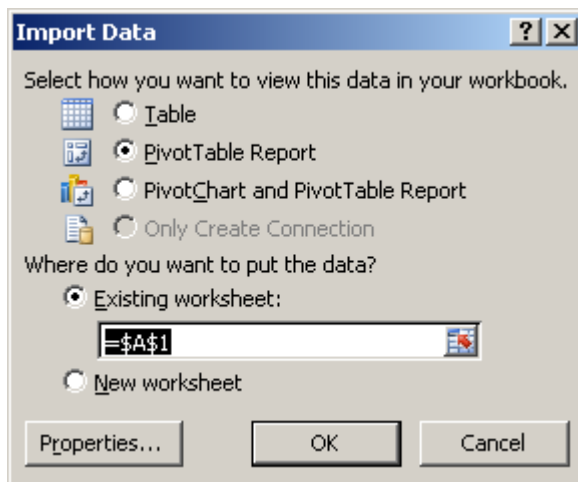 Import Data
Select how you want to view this data in your workbook.
Table
PivotTable Report
PivotChart and PivotTable Report
Only Create Connection
Where do you want to put the data?
Existing worksheet:
=$A$1
New worksheet
Properties... OK Cancel